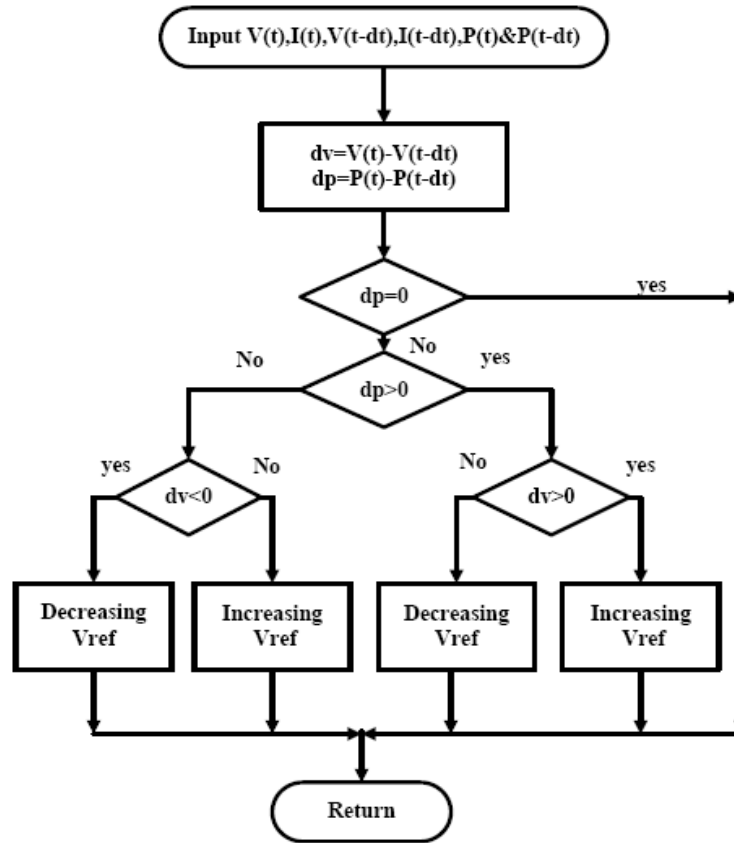 Input V(t),I(t),V(t-dt),I(t-dt),P(t)&P(t-dt)
dv=V(t)-V(t-dt)
dp=P(t)-P(t-dt)
dp=0
yes
No
No
yes
dp>0
yes
No
No
yes
dv<0
dv>0
Decreasing
Vref
Increasing
Vref
Decreasing
Vref
Increasing
Vref
Return